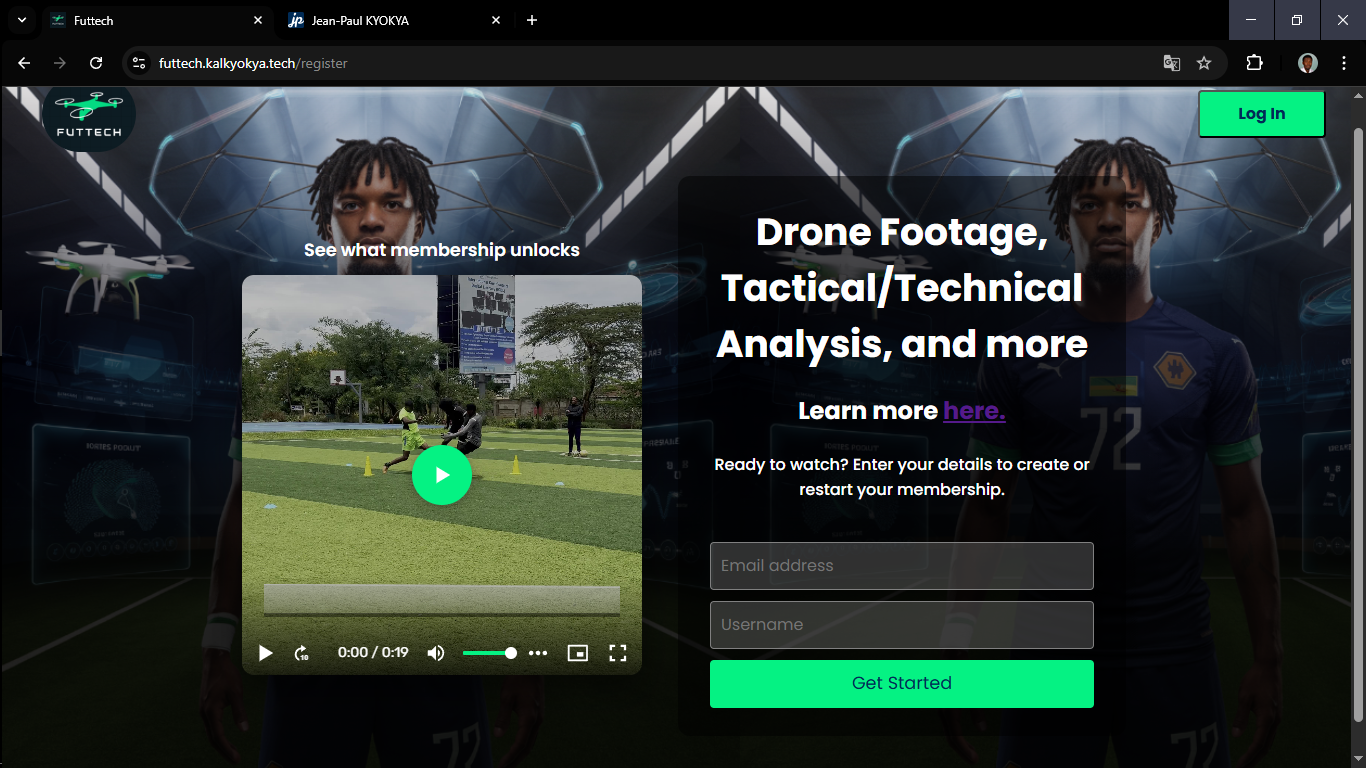 Futtech
Jean-Paul KYOKYA
futtech.kalkyokya.tech/register
FUTTECH
Log In
See what membership unlocks
Drone Footage,
Tactical/Technical
Analysis, and more
Learn more here.
Ready to watch? Enter your details to create or
restart your membership.
Email address
Username
Get Started
10
0:00 / 0:19
72
72